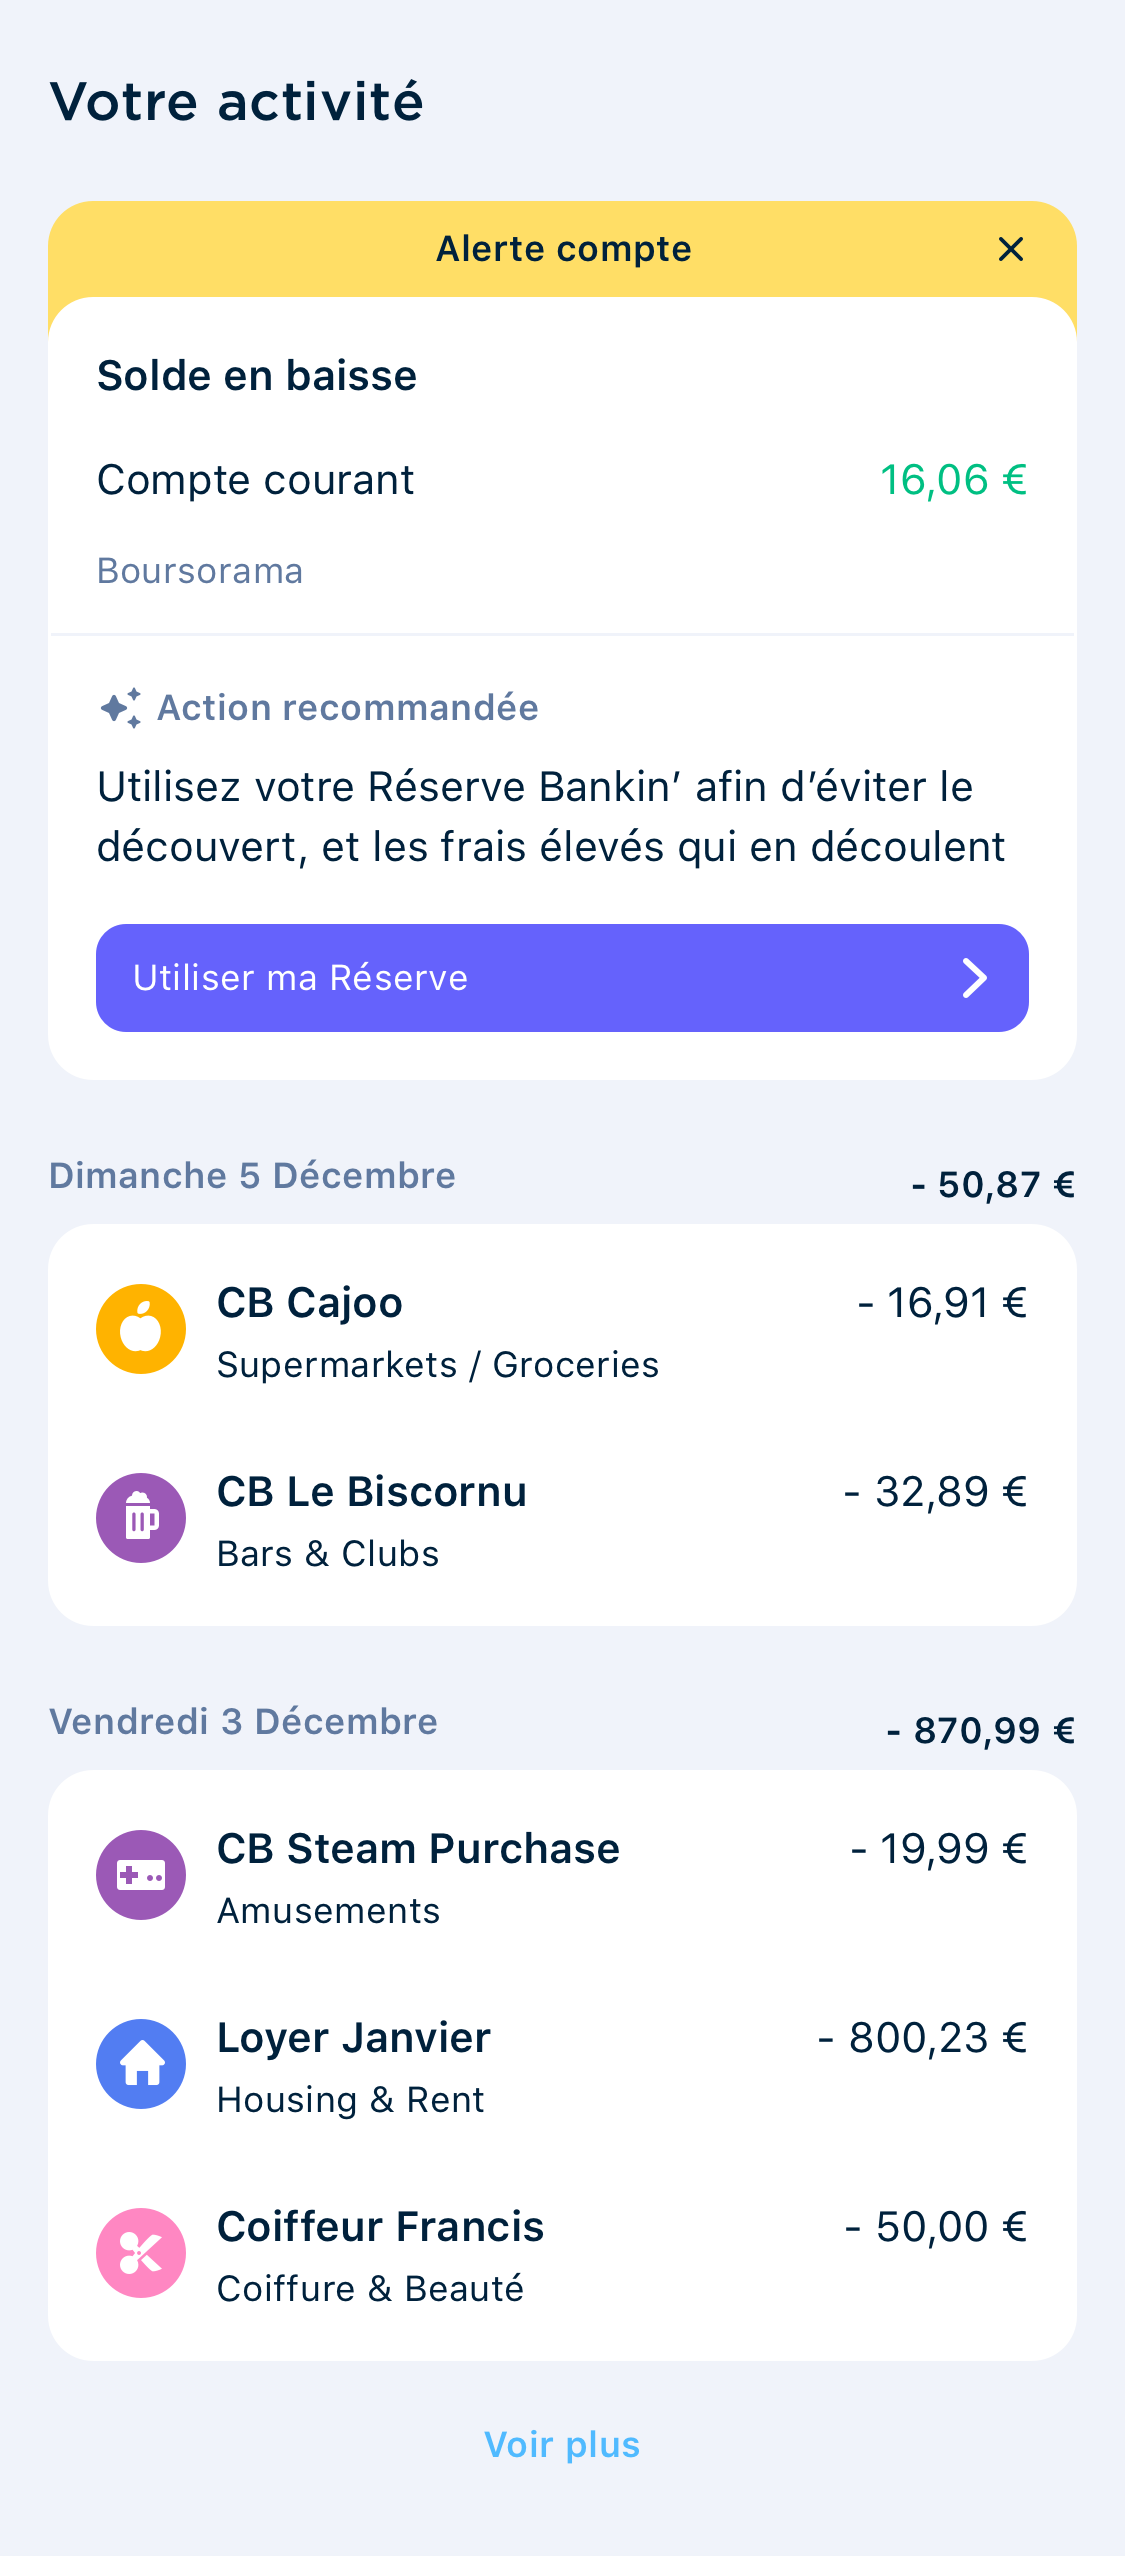 Votre activité
Alerte compte
Solde en baisse
Compte courant 16,06 €
Boursorama
Action recommandée
Utilisez votre Réserve Bankin’ afin d’éviter le
découvert, et les frais élevés qui en découlent
Utiliser ma Réserve
Dimanche 5 Décembre - 50,87 €
CB Cajoo - 16,91 €
Supermarkets / Groceries
CB Le Biscornu - 32,89 €
Bars & Clubs
Vendredi 3 Décembre - 870,99 €
CB Steam Purchase - 19,99 €
Amusements
Loyer Janvier - 800,23 €
Housing & Rent
Coiffeur Francis - 50,00 €
Coiffure & Beauté
Voir plus